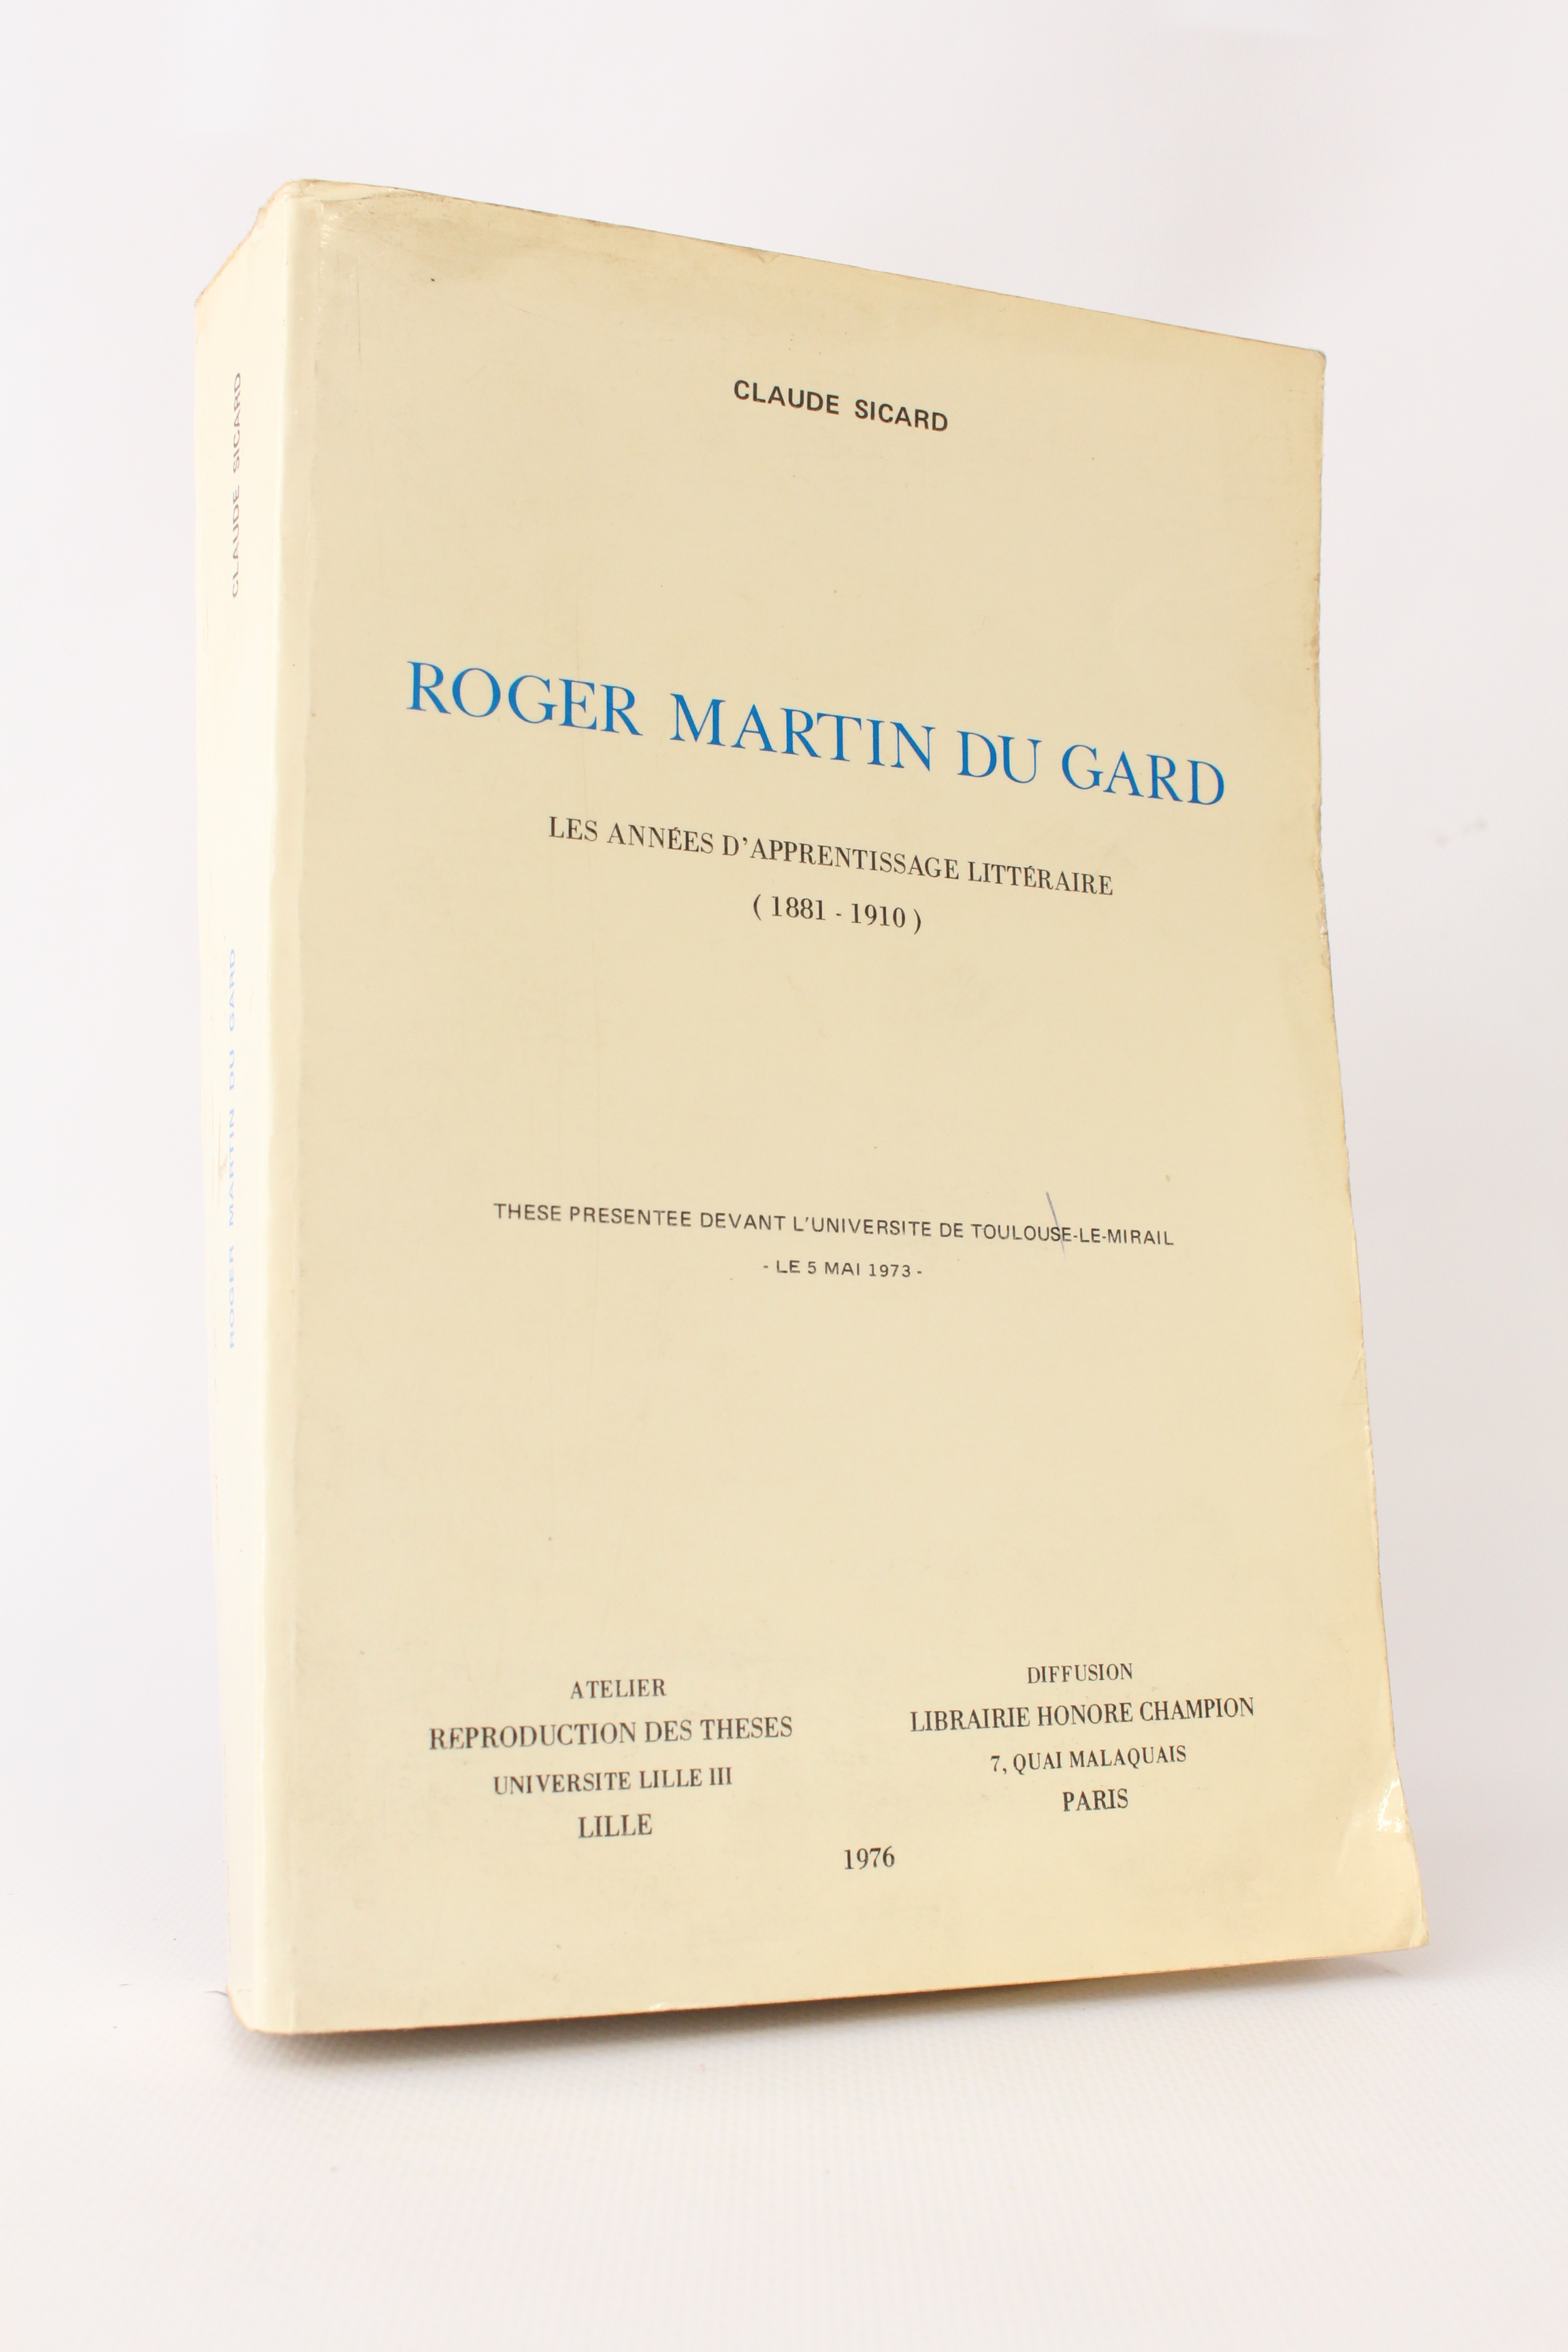 CLAUDE SICARD
ROGER MARTIN DU GARD
LES ANNÉES D'APPRENTISSAGE LITTÉRAIRE
( 1881 - 1910 )
THESE PRESENTEE DEVANT L'UNIVERSITE DE TOULOUSE-LE-MIRAIL
- LE 5 MAI 1973 -
ATELIER
REPRODUCTION DES THESES
UNIVERSITE LILLE III
LILLE
DIFFUSION
LIBRAIRIE HONORE CHAMPION
7, QUAI MALAQUAIS
PARIS
1976
CLAUDE SICARD
ROGER MARTIN DU GARD